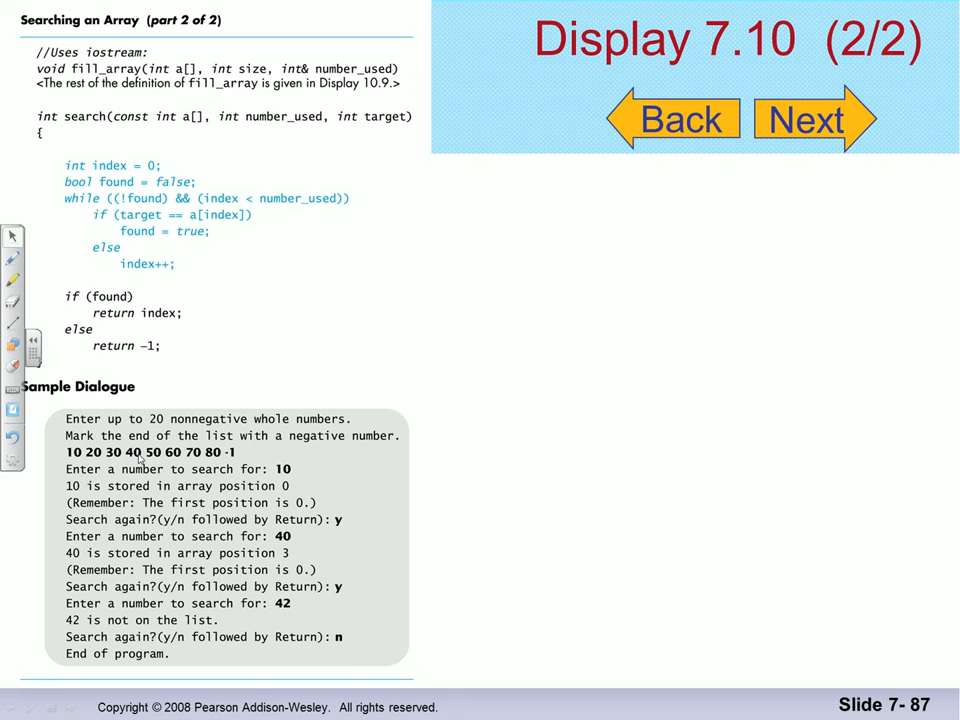 Searching an Array (part 2 of 2)
//Uses iostream:
void fill_array(int a[], int size, int& number_used)
<The rest of the definition of fill_array is given in Display 10.9.>
int search(const int a[], int number_used, int target)
{
int index = 0;
bool found = false;
while ((!found) && (index < number_used))
if (target == a[index])
found = true;
else
index++;
if (found)
return index;
else
return –1;
Sample Dialogue
Enter up to 20 nonnegative whole numbers.
Mark the end of the list with a negative number.
10 20 30 40 50 60 70 80 -1
Enter a number to search for: 10
10 is stored in array position 0
(Remember: The first position is 0.)
Search again?(y/n followed by Return): y
Enter a number to search for: 40
40 is stored in array position 3
(Remember: The first position is 0.)
Search again?(y/n followed by Return): y
Enter a number to search for: 42
42 is not on the list.
Search again?(y/n followed by Return): n
End of program.
Display 7.10 (2/2)
Back
Next
Copyright © 2008 Pearson Addison-Wesley. All rights reserved.
Slide 7- 87